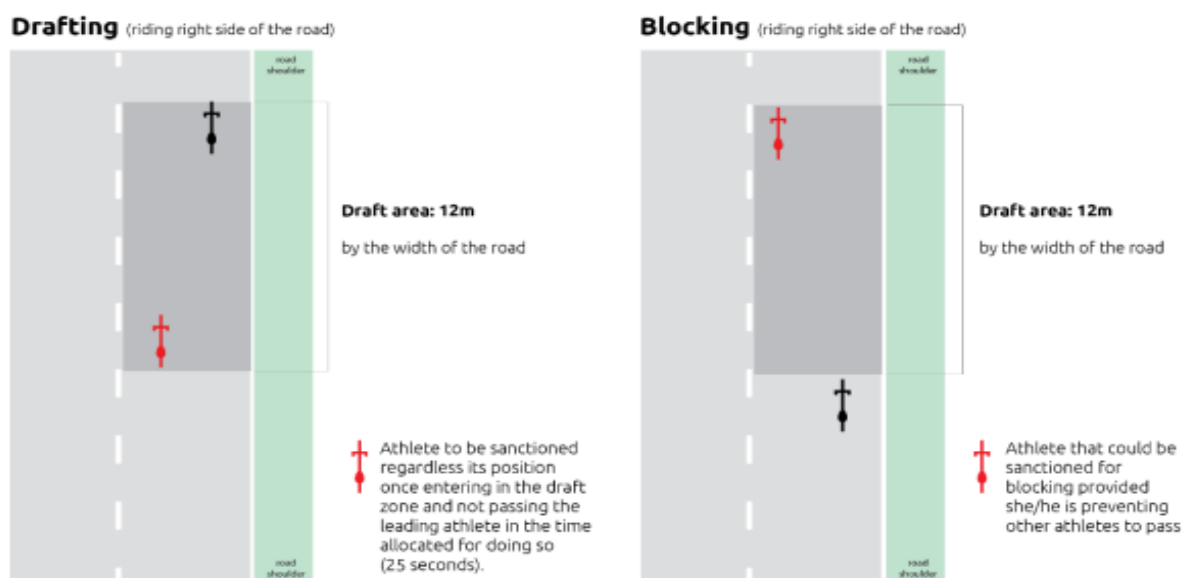 Drafting (riding right side of the road)
road
shoulder
Draft area: 12m
by the width of the road
Athlete to be sanctioned
regardless its position
once entering in the draft
zone and not passing the
leading athlete in the time
allocated for doing so
(25 seconds).
road
shoulder
Blocking (riding right side of the road)
road
shoulder
Draft area: 12m
by the width of the road
Athlete that could be
sanctioned for
blocking provided
she/he is preventing
other athletes to pass
road
shoulder